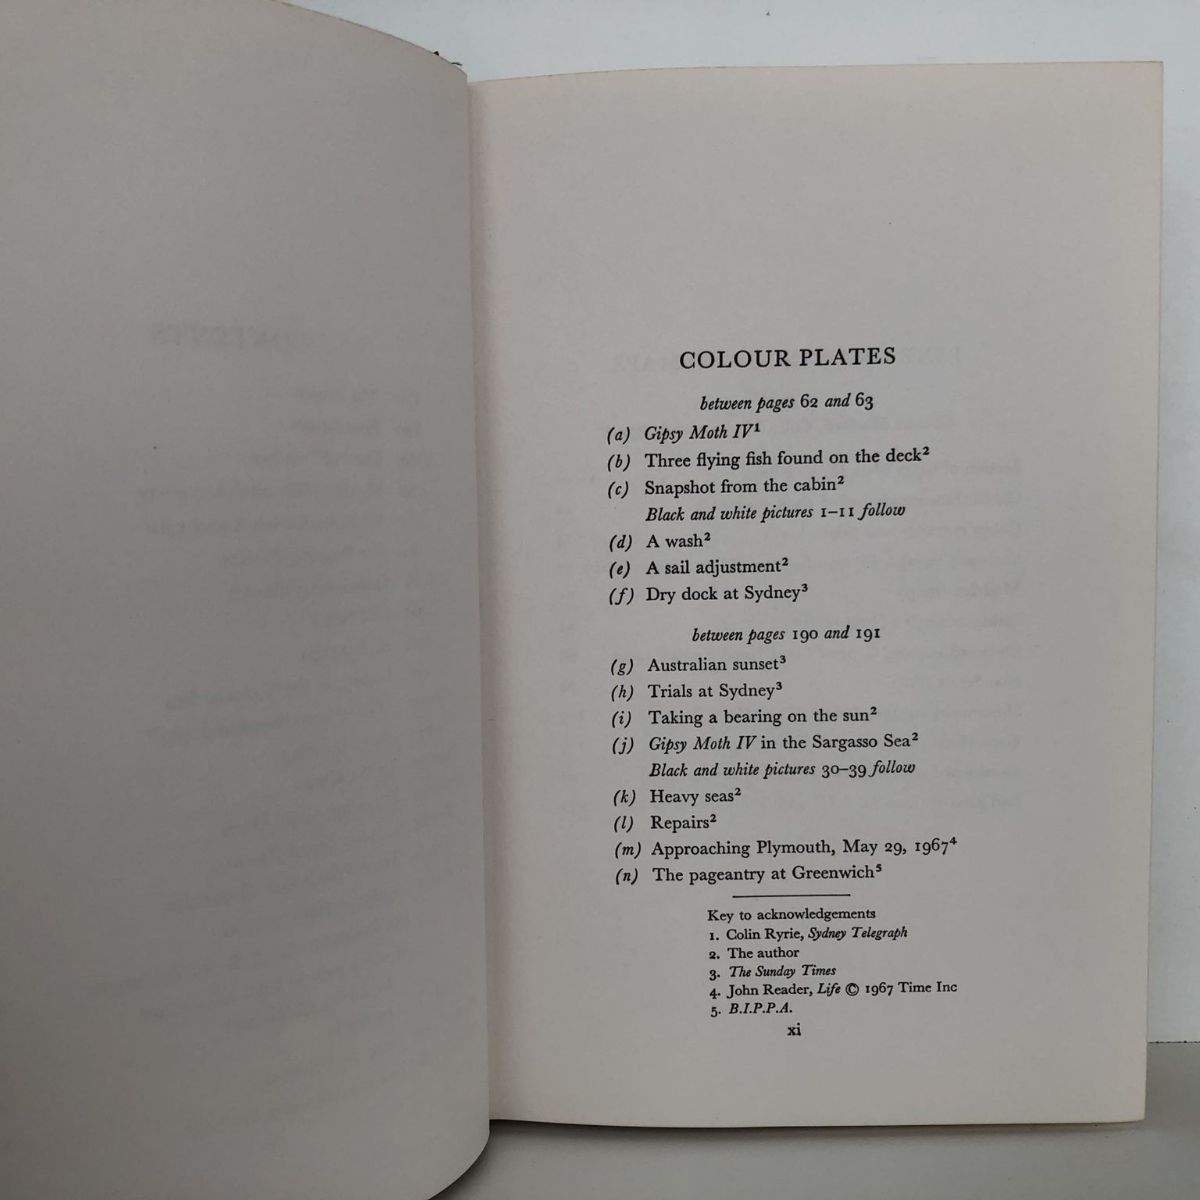 COLOUR PLATES
between pages 62 and 63
(a) Gipsy Moth IV¹
(b) Three flying fish found on the deck²
(c) Snapshot from the cabin²
Black and white pictures 1–11 follow
(d) A wash²
(e) A sail adjustment²
(f) Dry dock at Sydney³
between pages 190 and 191
(g) Australian sunset³
(h) Trials at Sydney³
(i) Taking a bearing on the sun²
(j) Gipsy Moth IV in the Sargasso Sea²
Black and white pictures 30–39 follow
(k) Heavy seas²
(l) Repairs²
(m) Approaching Plymouth, May 29, 1967⁴
(n) The pageantry at Greenwich⁵
Key to acknowledgements
1. Colin Ryrie, Sydney Telegraph
2. The author
3. The Sunday Times
4. John Reader, Life © 1967 Time Inc
5. B.I.P.P.A.
xi